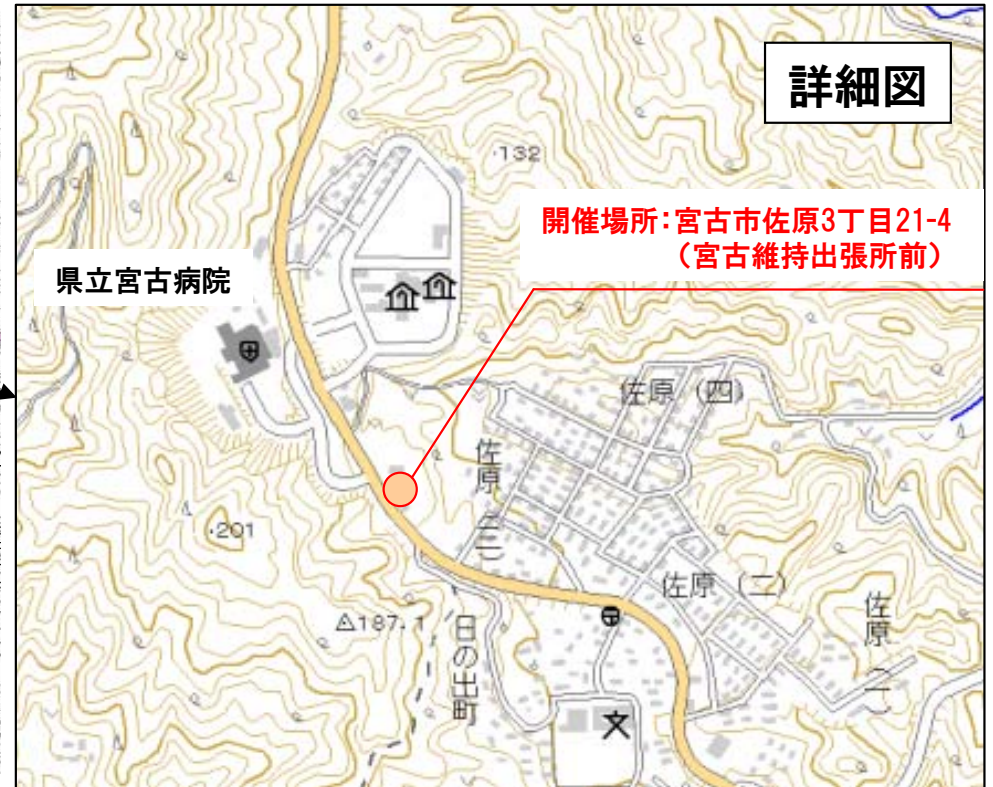 詳細図
・132
開催場所:宮古市佐原3丁目21-4
(宮古維持出張所前)
県立宮古病院
佐原(四)
佐原(三)
・201
佐原(二)
佐原(一)
△187.1
日の出町
文